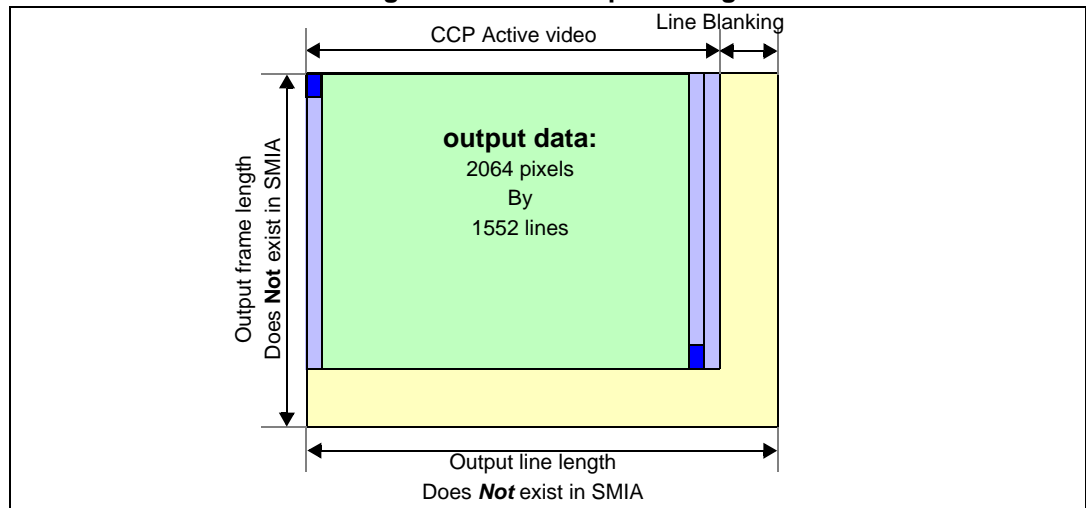 Line Blanking
CCP Active video
output data:
2064 pixels
By
1552 lines
Output frame length
Does Not exist in SMIA
Output line length
Does Not exist in SMIA